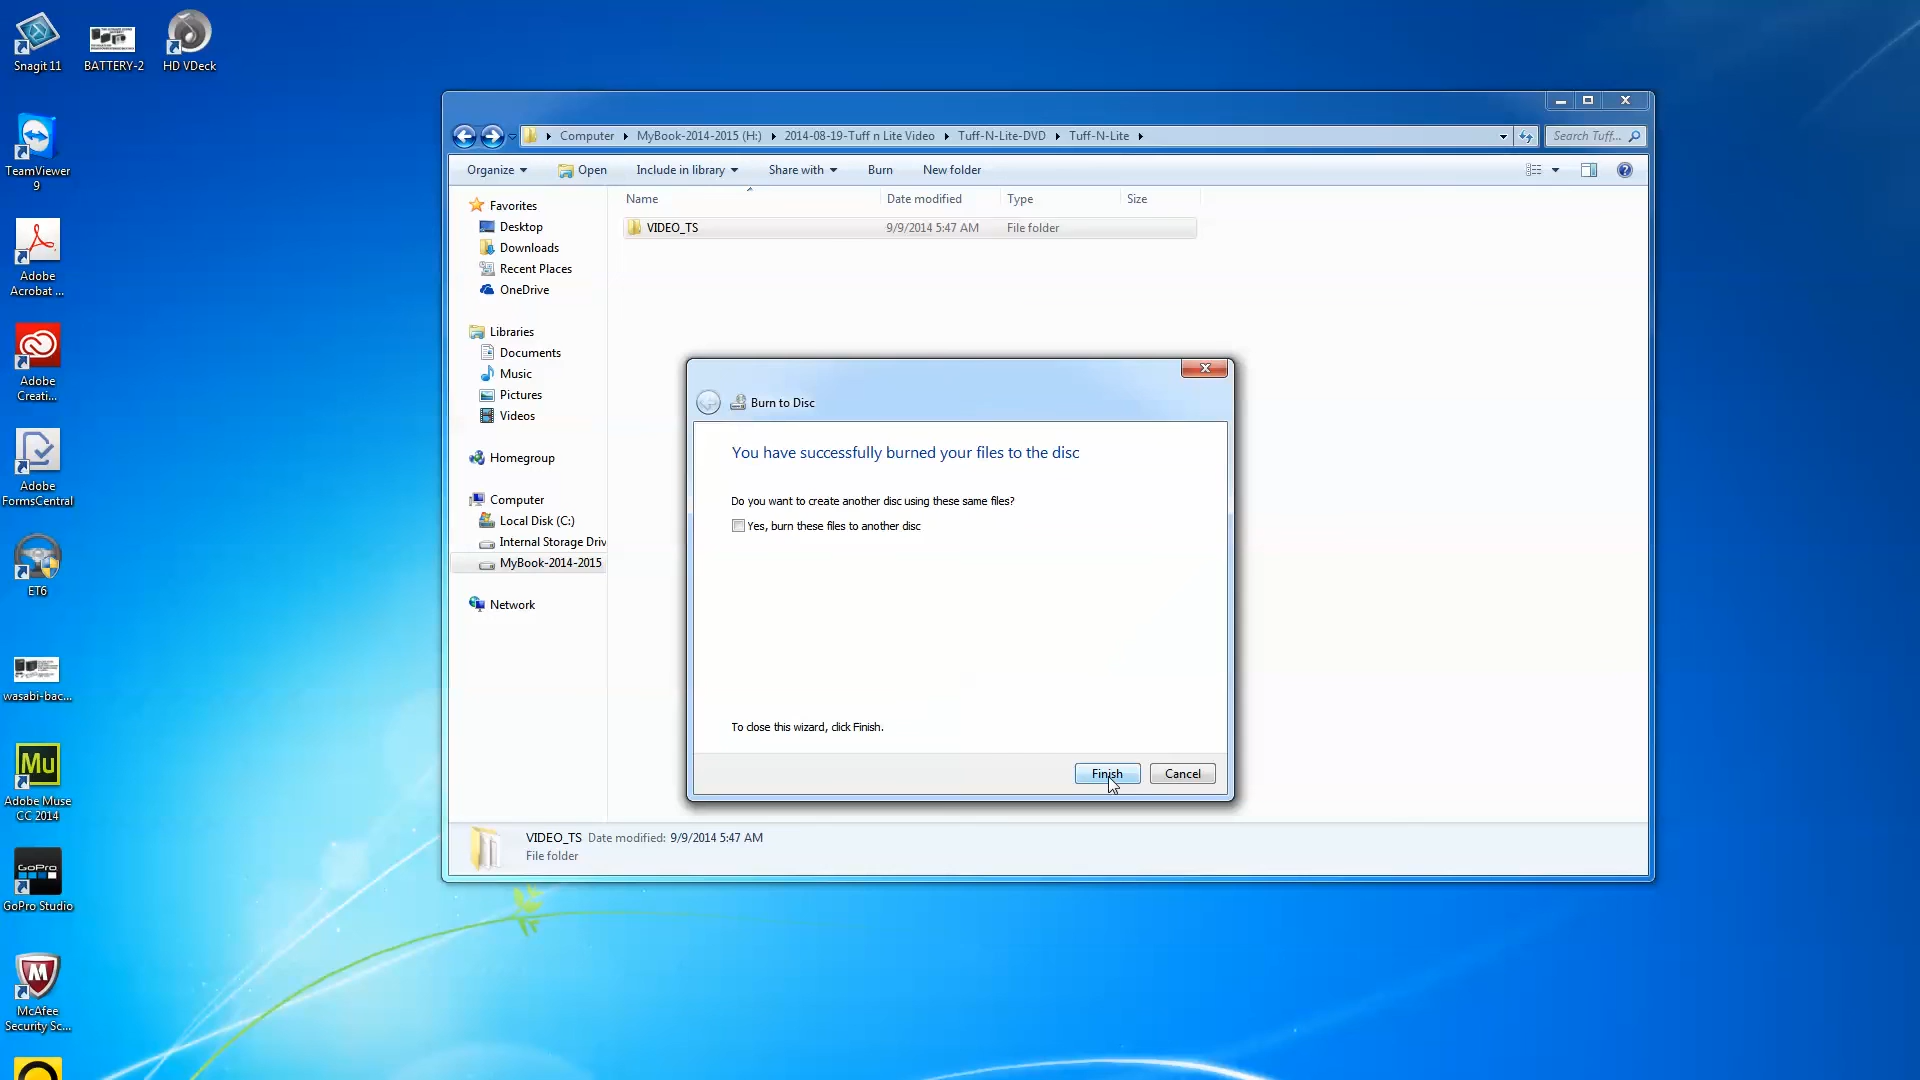 Snagit 11
BATTERY-2
HD VDeck
TeamViewer
9
Adobe
Acrobat ...
Adobe
Creati...
Adobe
FormsCentral
ET6
wasabi-bac...
Mu
Adobe Muse
CC 2014
GoPro
GoPro Studio
McAfee
Security Sc...
Computer
MyBook-2014-2015 (H:)
2014-08-19-Tuff n Lite Video
Tuff-N-Lite-DVD
Tuff-N-Lite
Search Tuff...
Organize
Open
Include in library
Share with
Burn
New folder
Favorites
Desktop
Downloads
Recent Places
OneDrive
Libraries
Documents
Music
Pictures
Videos
Homegroup
Computer
Local Disk (C:)
Internal Storage Driv
MyBook-2014-2015
Network
Name
Date modified
Type
Size
VIDEO_TS
9/9/2014 5:47 AM
File folder
Burn to Disc
You have successfully burned your files to the disc
Do you want to create another disc using these same files?
Yes, burn these files to another disc
To close this wizard, click Finish.
Finish
Cancel
VIDEO_TS Date modified: 9/9/2014 5:47 AM
File folder